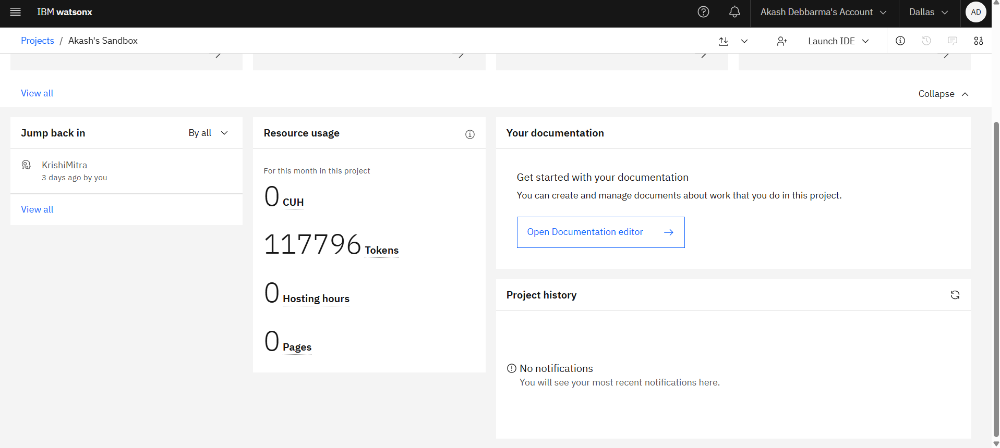 IBM watsonx
Akash Debbarma's Account
Dallas
AD
Projects / Akash's Sandbox
Launch IDE
View all
Collapse
Jump back in
By all
KrishiMitra
3 days ago by you
View all
Resource usage
For this month in this project
0 CUH
117796 Tokens
0 Hosting hours
0 Pages
Your documentation
Get started with your documentation
You can create and manage documents about work that you do in this project.
Open Documentation editor
Project history
No notifications
You will see your most recent notifications here.